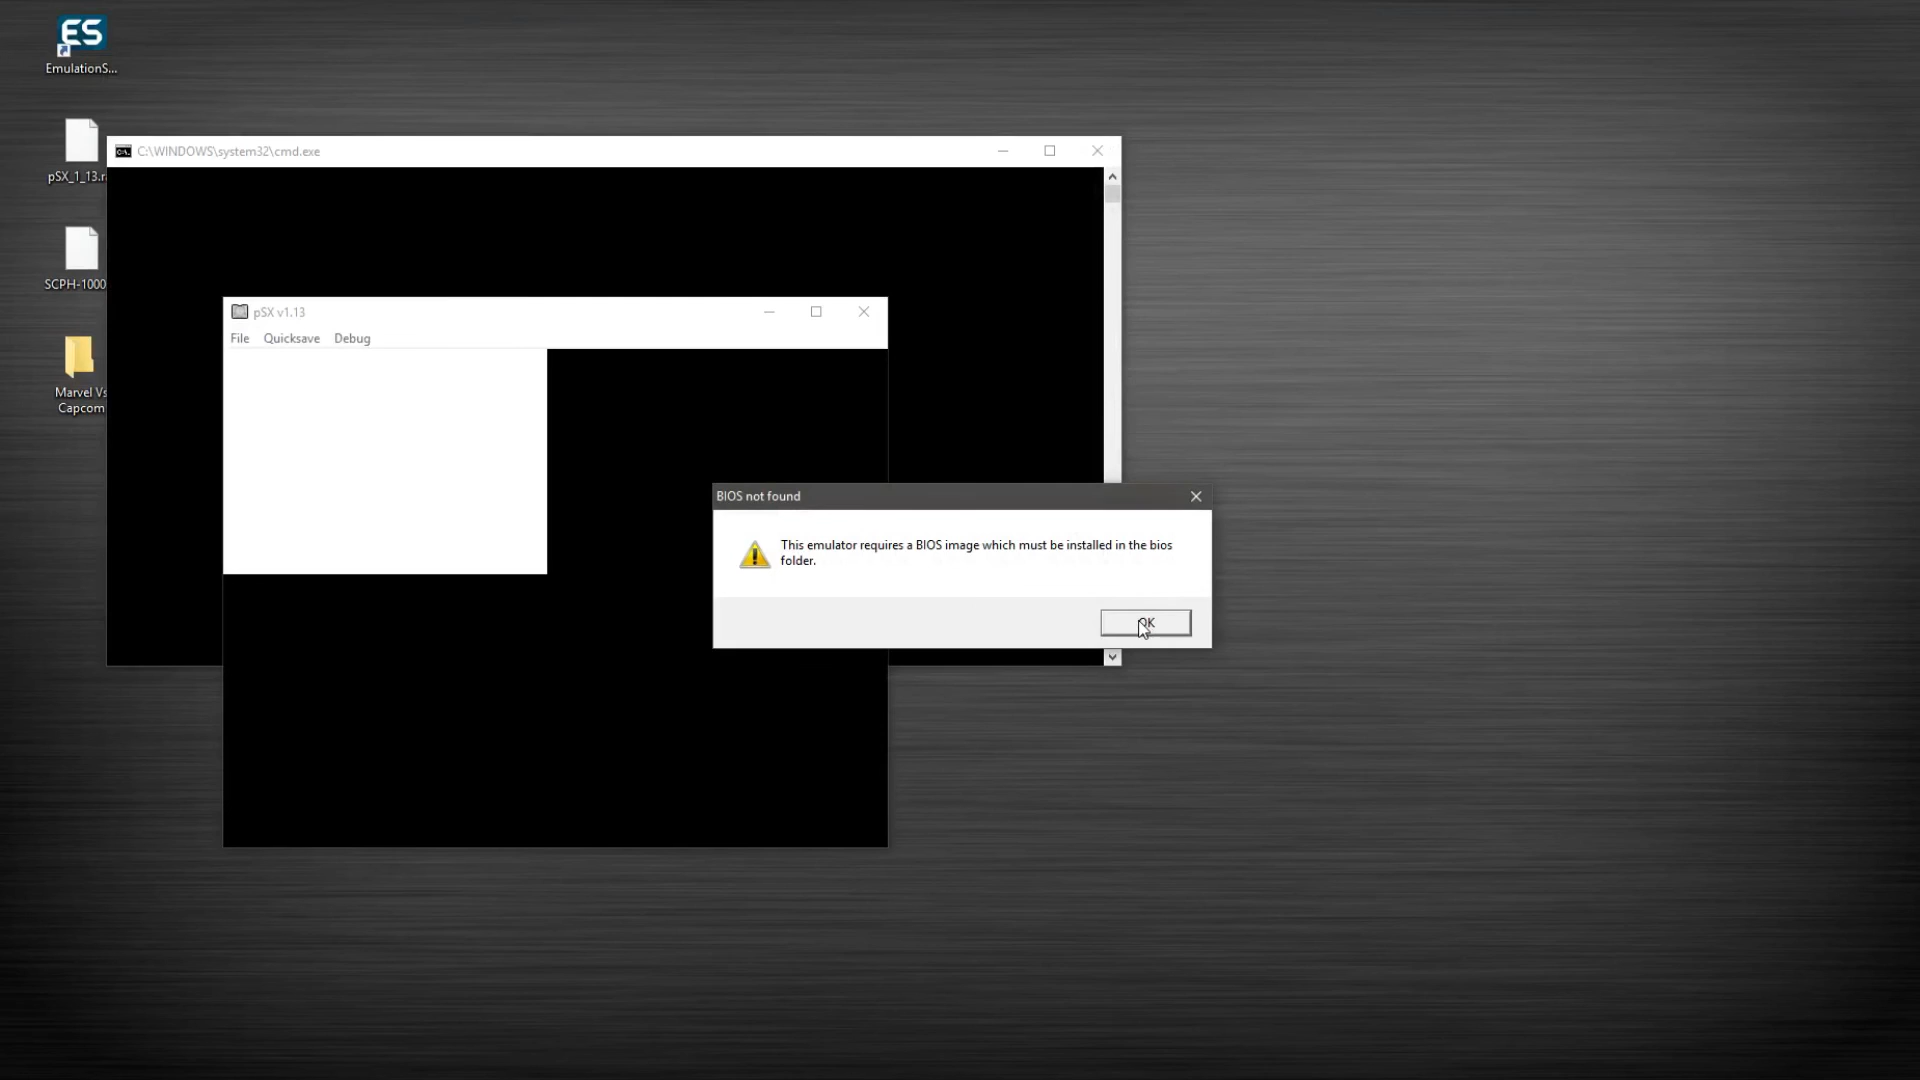 ES
EmulationS...
pSX_1_13.r
SCPH-1000
Marvel Vs
Capcom
C:\WINDOWS\system32\cmd.exe
pSX v1.13
File Quicksave Debug
BIOS not found
This emulator requires a BIOS image which must be installed in the bios
folder.
OK